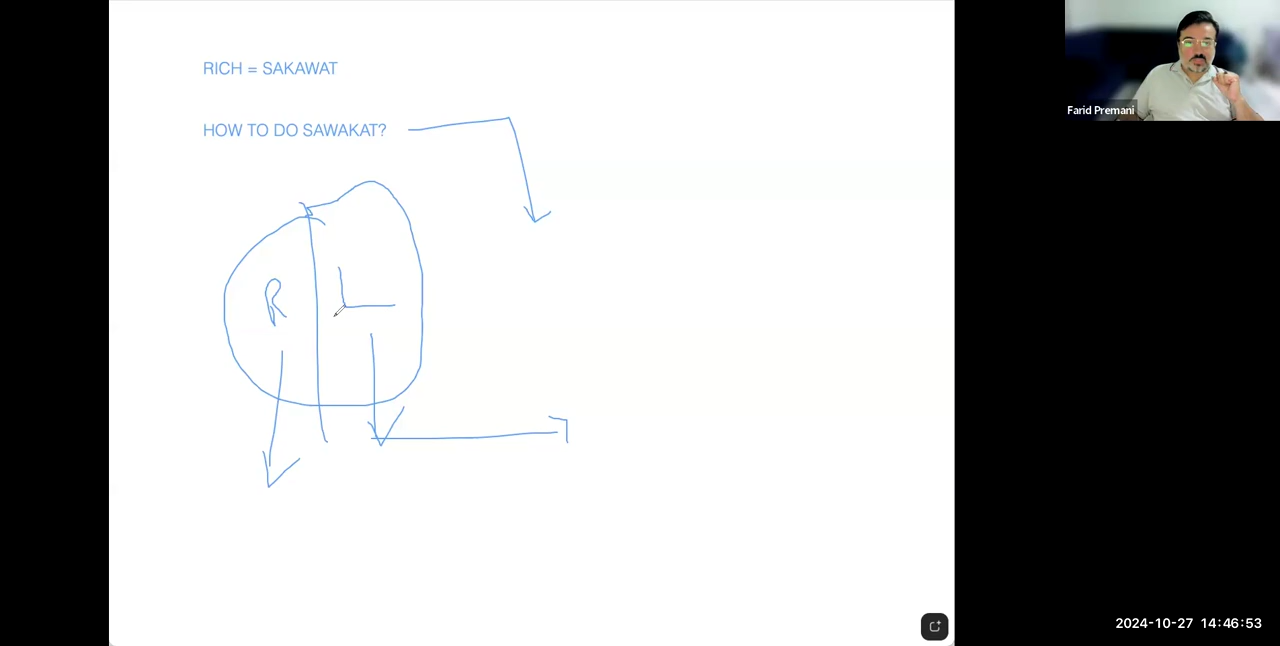 RICH = SAKAWAT
HOW TO DO SAWAKAT?
R
L
Farid Premani
2024-10-27 14:46:53